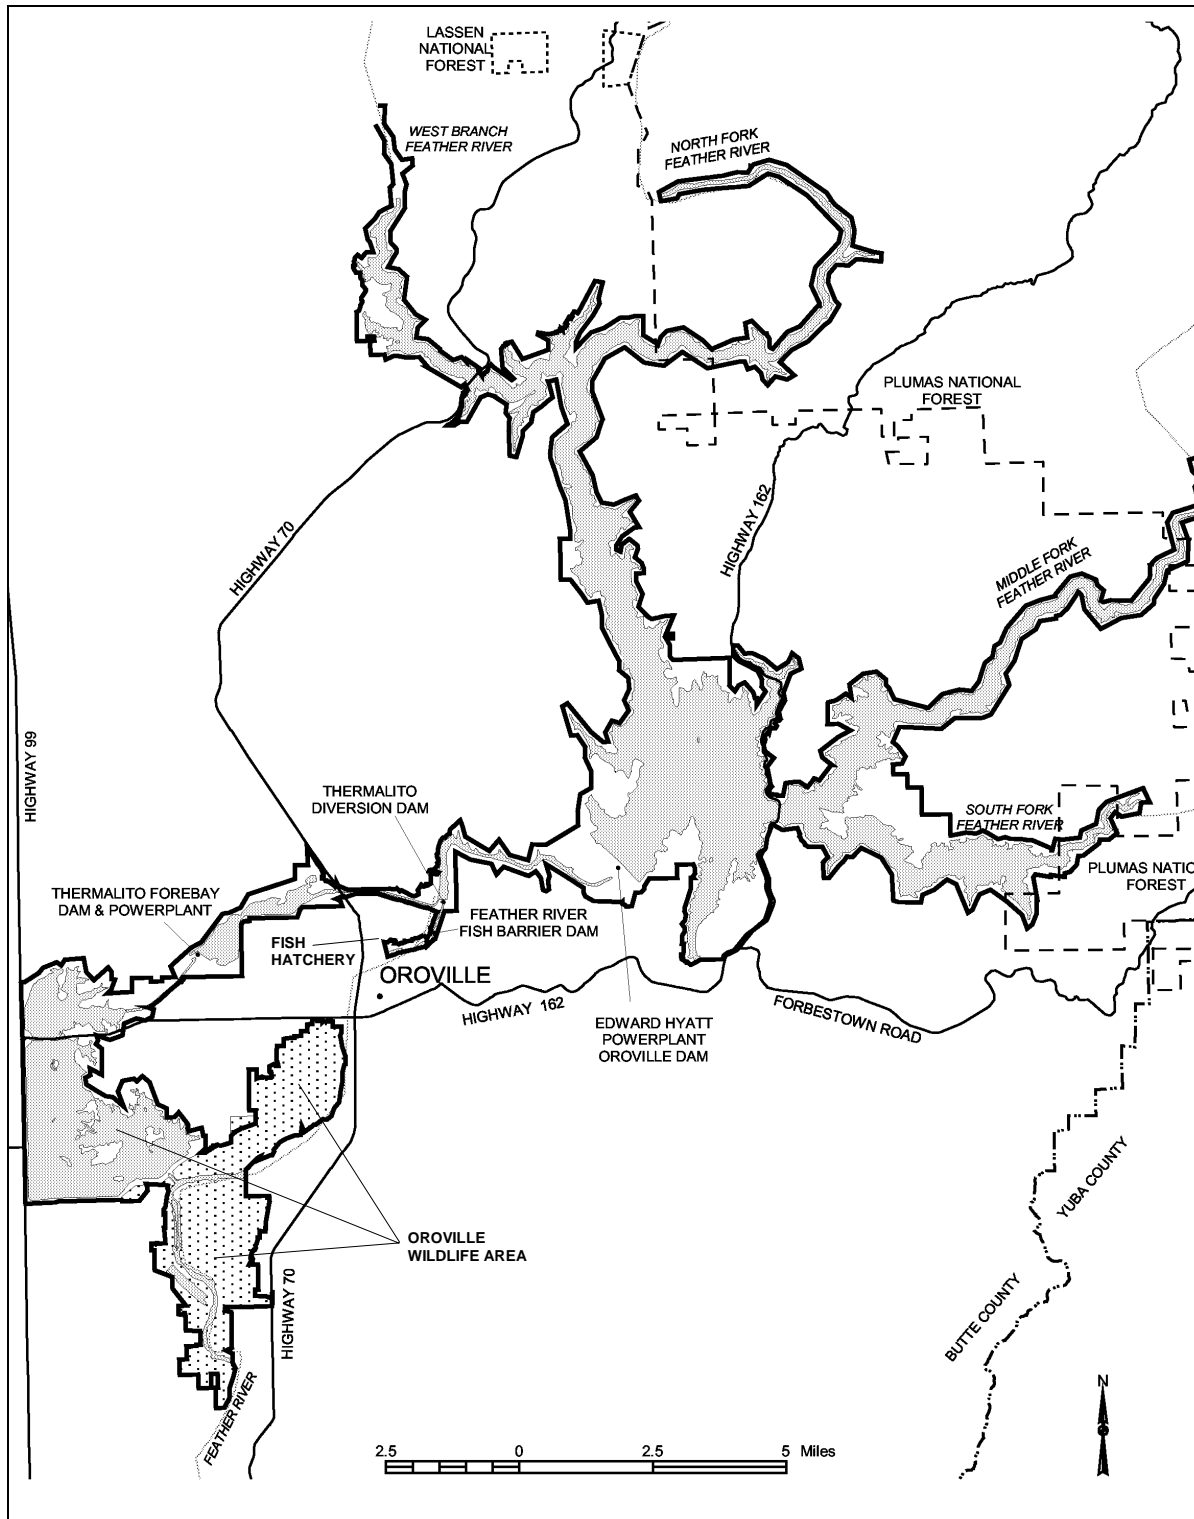 LASSEN
NATIONAL
FOREST
WEST BRANCH
FEATHER RIVER
NORTH FORK
FEATHER RIVER
PLUMAS NATIONAL
FOREST
HIGHWAY 70
HIGHWAY 162
MIDDLE FORK
FEATHER RIVER
HIGHWAY 99
THERMALITO
DIVERSION DAM
SOUTH FORK
FEATHER RIVER
PLUMAS NATIO
FOREST
THERMALITO FOREBAY
DAM & POWERPLANT
FEATHER RIVER
FISH BARRIER DAM
FISH
HATCHERY
OROVILLE
HIGHWAY 162
FORBESTOWN ROAD
EDWARD HYATT
POWERPLANT
OROVILLE DAM
YUBA COUNTY
OROVILLE
WILDLIFE AREA
HIGHWAY 70
BUTTE COUNTY
FEATHER RIVER
N
2.5 0 2.5 5 Miles